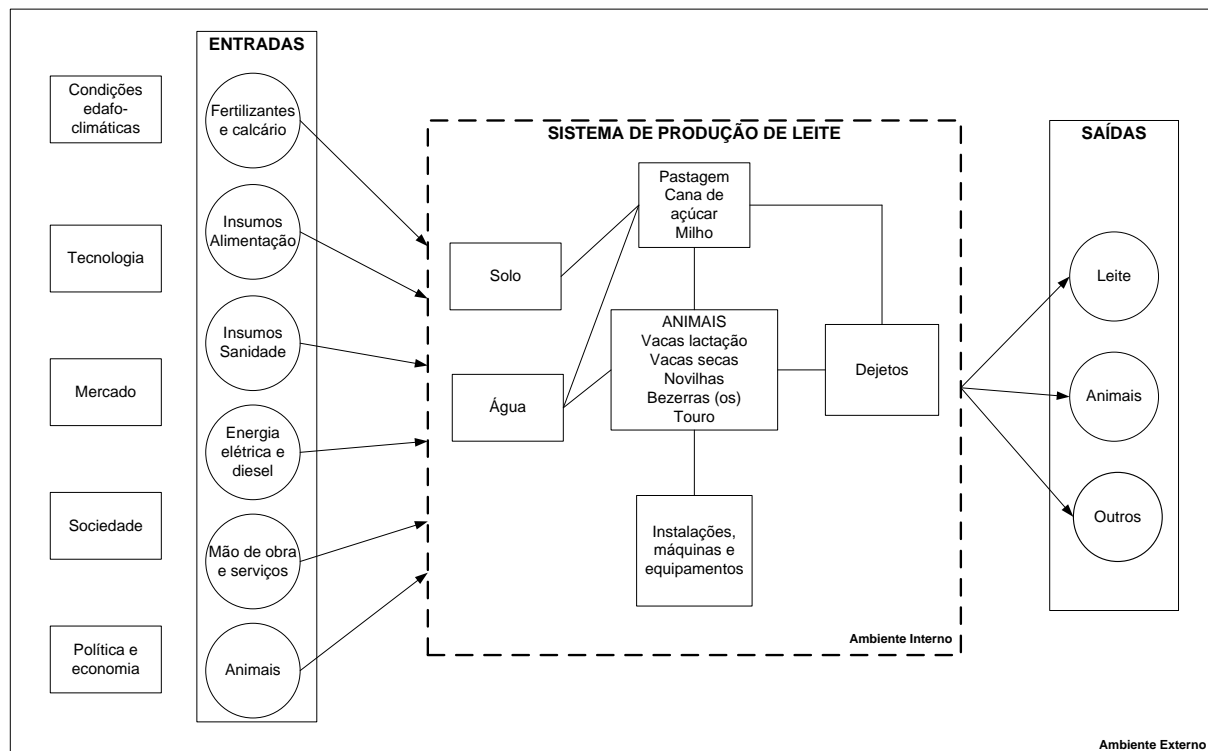 Condições
edafo-
climáticas
Tecnologia
Mercado
Sociedade
Política e
economia
ENTRADAS
Fertilizantes
e calcário
Insumos
Alimentação
Insumos
Sanidade
Energia
elétrica e
diesel
Mão de obra
e serviços
Animais
SISTEMA DE PRODUÇÃO DE LEITE
Solo
Água
Pastagem
Cana de
açúcar
Milho
ANIMAIS
Vacas lactação
Vacas secas
Novilhas
Bezerras (os)
Touro
Dejetos
Instalações,
máquinas e
equipamentos
Ambiente Interno
SAÍDAS
Leite
Animais
Outros
Ambiente Externo